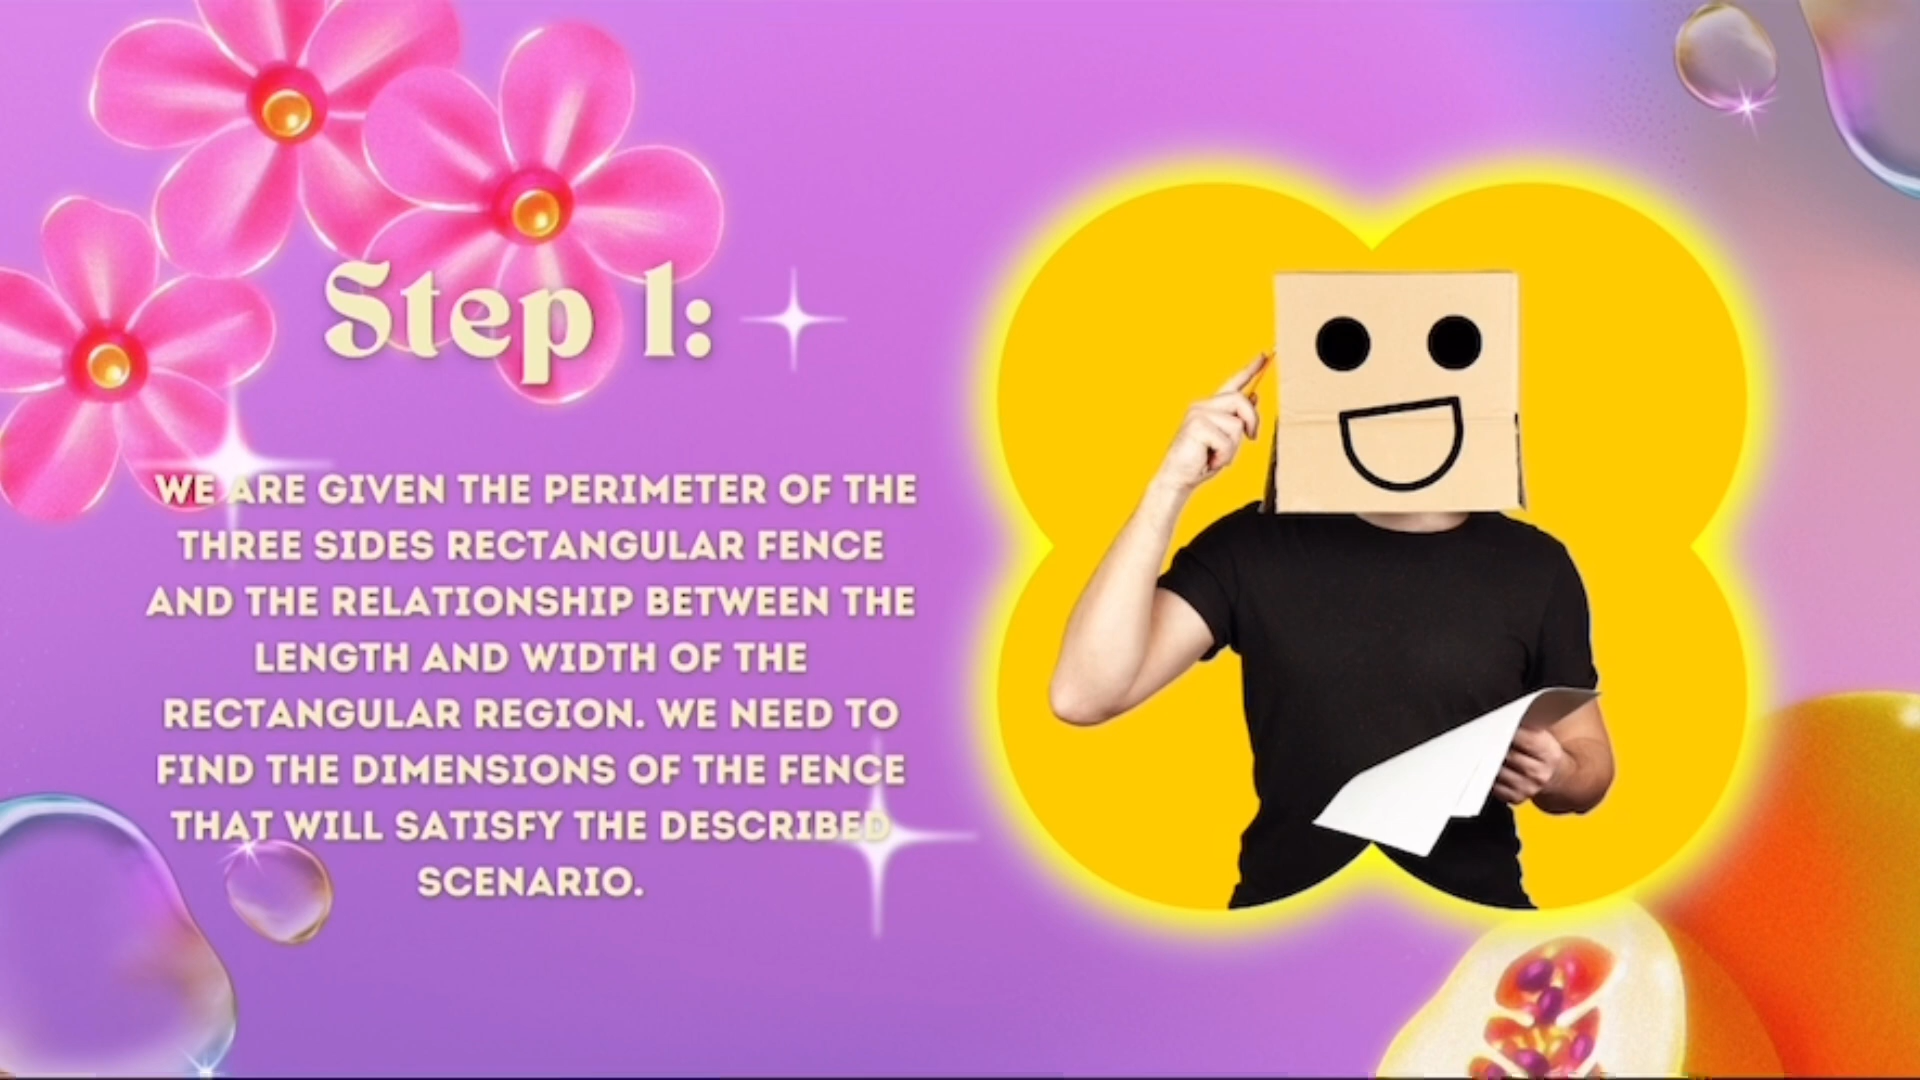 Step 1:
WE ARE GIVEN THE PERIMETER OF THE
THREE SIDES RECTANGULAR FENCE
AND THE RELATIONSHIP BETWEEN THE
LENGTH AND WIDTH OF THE
RECTANGULAR REGION. WE NEED TO
FIND THE DIMENSIONS OF THE FENCE
THAT WILL SATISFY THE DESCRIBED
SCENARIO.